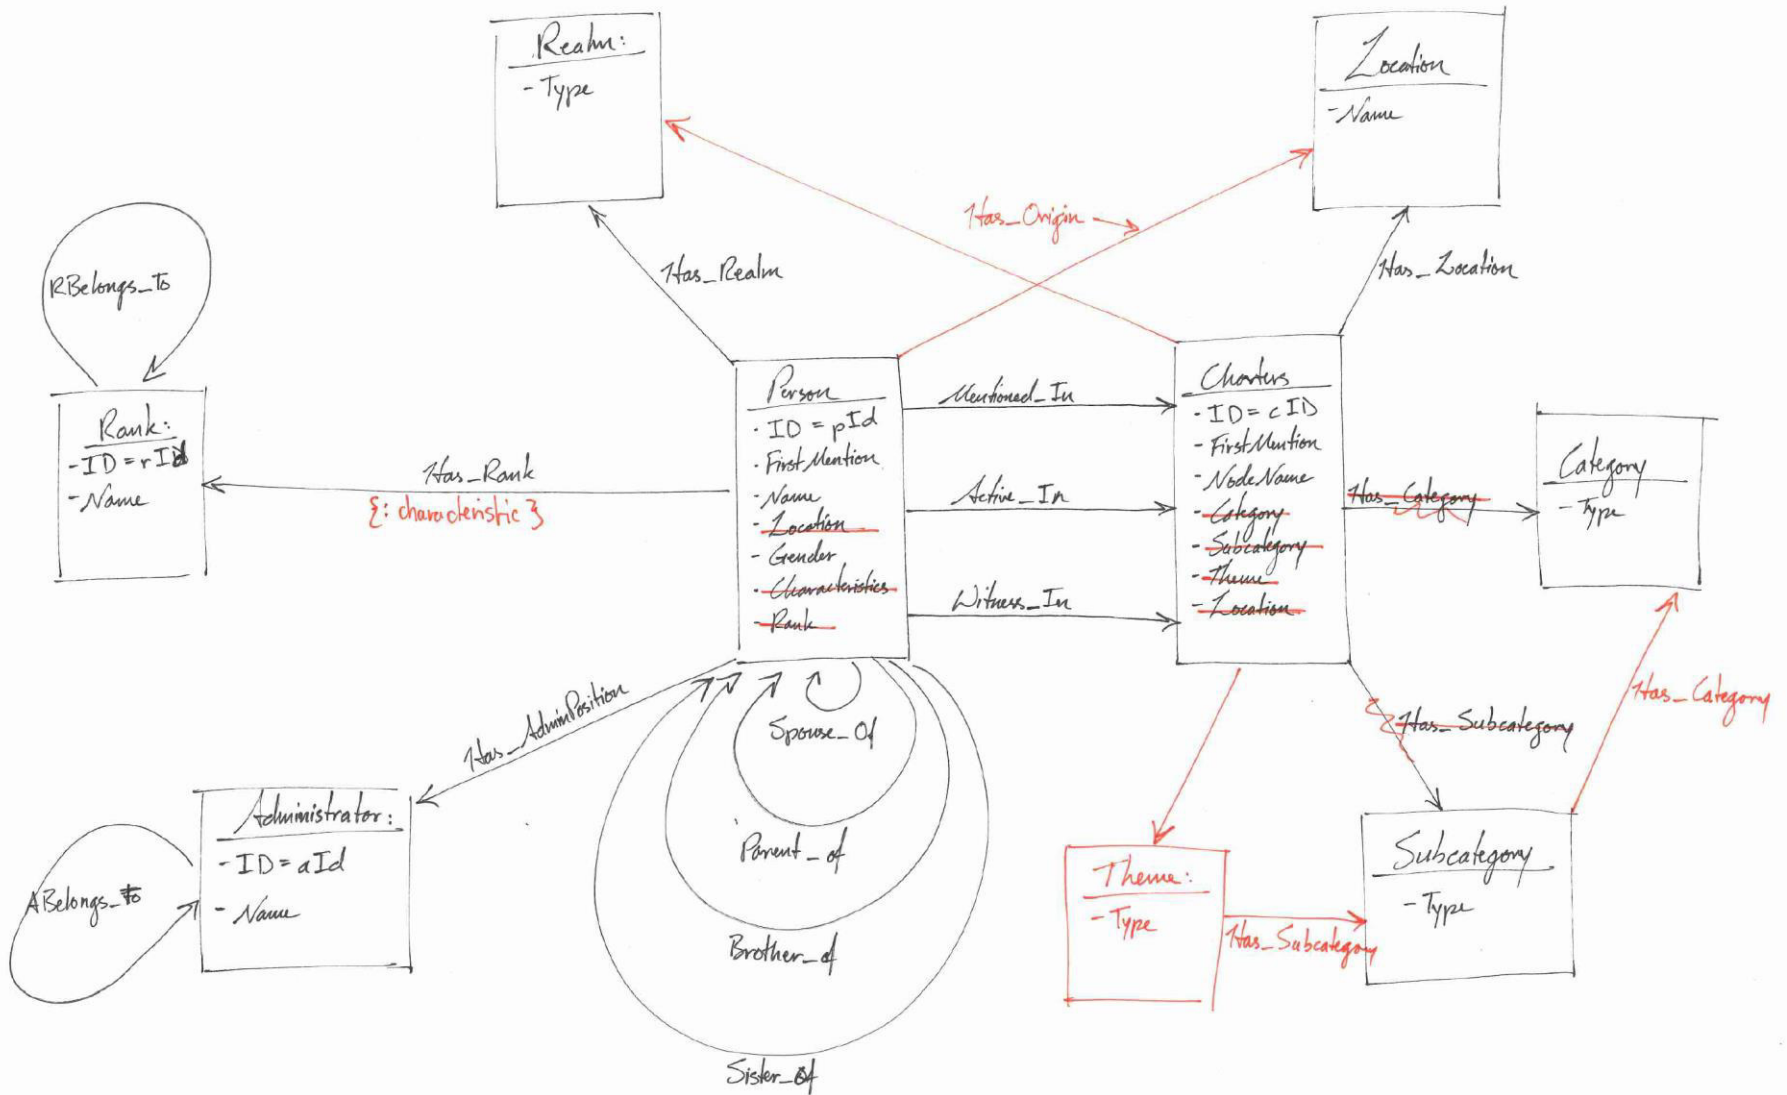 Realm:
- Type
Location
- Name
Has_Origin
Has_Realm
Has_Location
RBelongs_To
Rank:
- ID = rId
- Name
Has_Rank
{: characteristic}
Person
- ID = pId
- FirstMention
- Name
- Location
- Gender
- Characteristics
- Rank
Mentioned_In
Active_In
Witness_In
Charters
- ID = cID
- FirstMention
- NodeName
- Category
- Subcategory
- Theme
- Location
Has_Category
Category
- Type
Has_Category
Has_Subcategory
Has_AdminPosition
Spouse_Of
Parent_of
Brother_of
Sister_of
Administrator:
- ID = aId
- Name
ABelongs_To
Theme:
- Type
Has_Subcategory
Subcategory
- Type